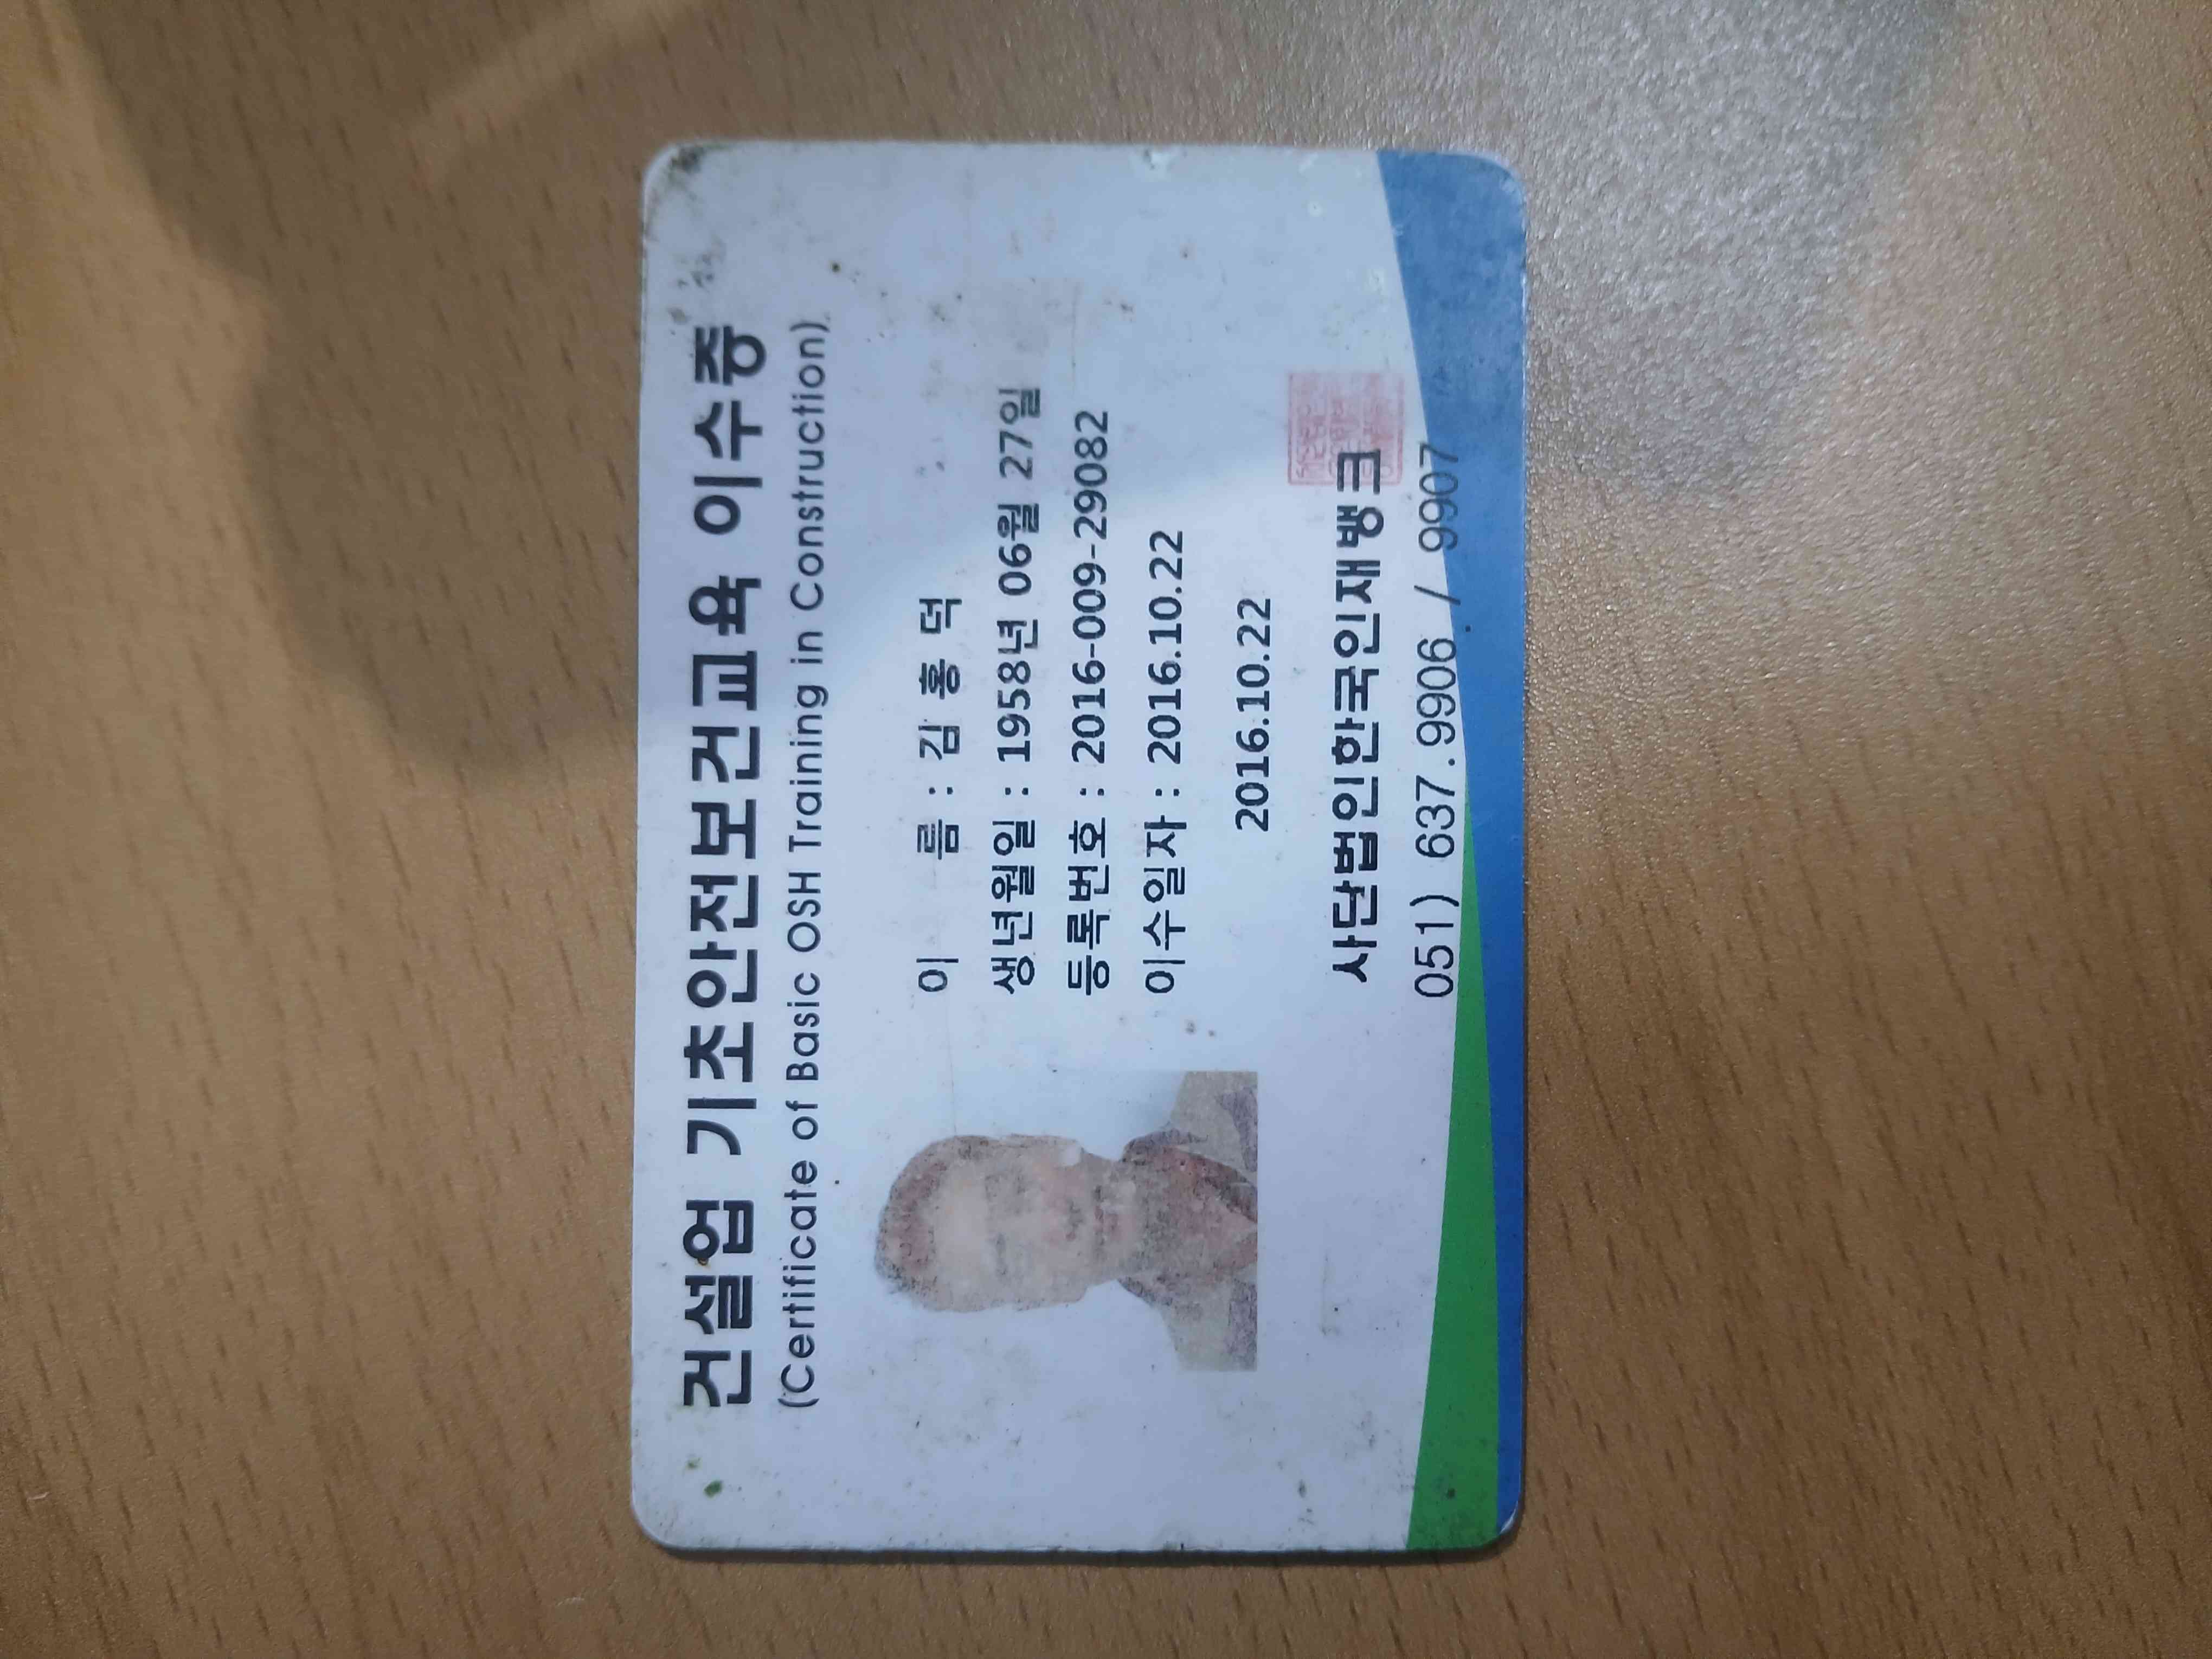 건설업 기초안전보건교육 이수증
(Certificate of Basic OSH Training in Construction)
이 름 : 김 홍 덕
생년월일 : 1958년 06월 27일
등록번호 : 2016-009-29082
이수일자 : 2016.10.22
2016.10.22
사단법인한국인재뱅크
051) 637.9906 / 9907